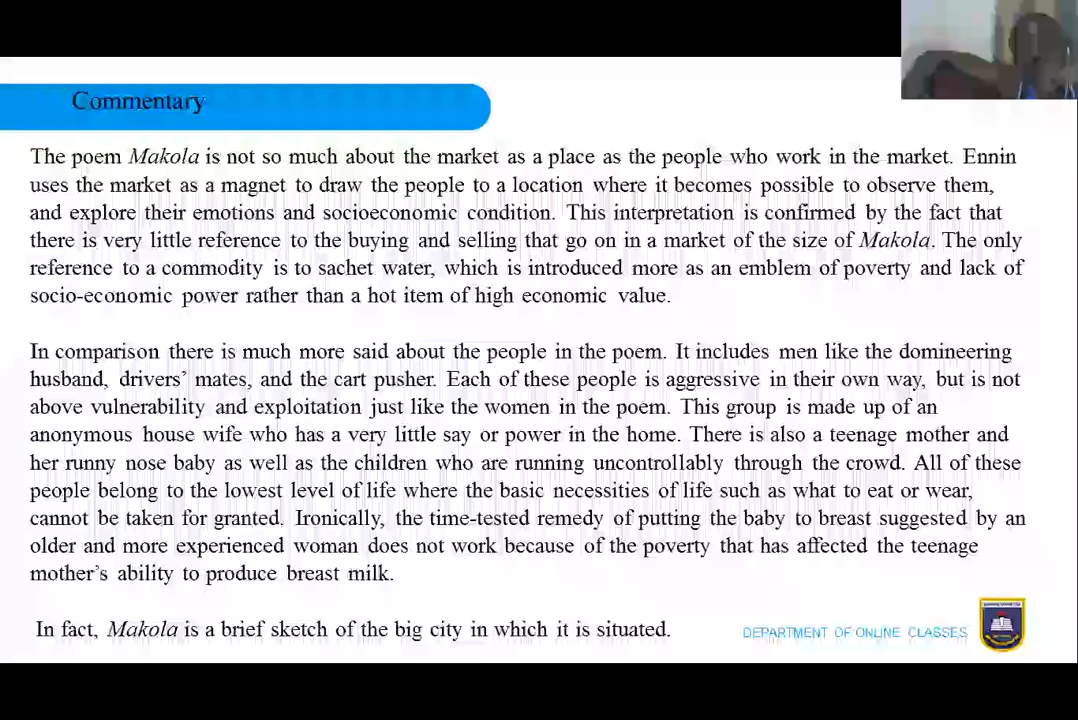 Commentary
The poem Makola is not so much about the market as a place as the people who work in the market. Ennin
uses the market as a magnet to draw the people to a location where it becomes possible to observe them,
and explore their emotions and socioeconomic condition. This interpretation is confirmed by the fact that
there is very little reference to the buying and selling that go on in a market of the size of Makola. The only
reference to a commodity is to sachet water, which is introduced more as an emblem of poverty and lack of
socio-economic power rather than a hot item of high economic value.
In comparison there is much more said about the people in the poem. It includes men like the domineering
husband, drivers' mates, and the cart pusher. Each of these people is aggressive in their own way, but is not
above vulnerability and exploitation just like the women in the poem. This group is made up of an
anonymous house wife who has a very little say or power in the home. There is also a teenage mother and
her runny nose baby as well as the children who are running uncontrollably through the crowd. All of these
people belong to the lowest level of life where the basic necessities of life such as what to eat or wear,
cannot be taken for granted. Ironically, the time-tested remedy of putting the baby to breast suggested by an
older and more experienced woman does not work because of the poverty that has affected the teenage
mother's ability to produce breast milk.
In fact, Makola is a brief sketch of the big city in which it is situated.
DEPARTMENT OF ONLINE CLASSES